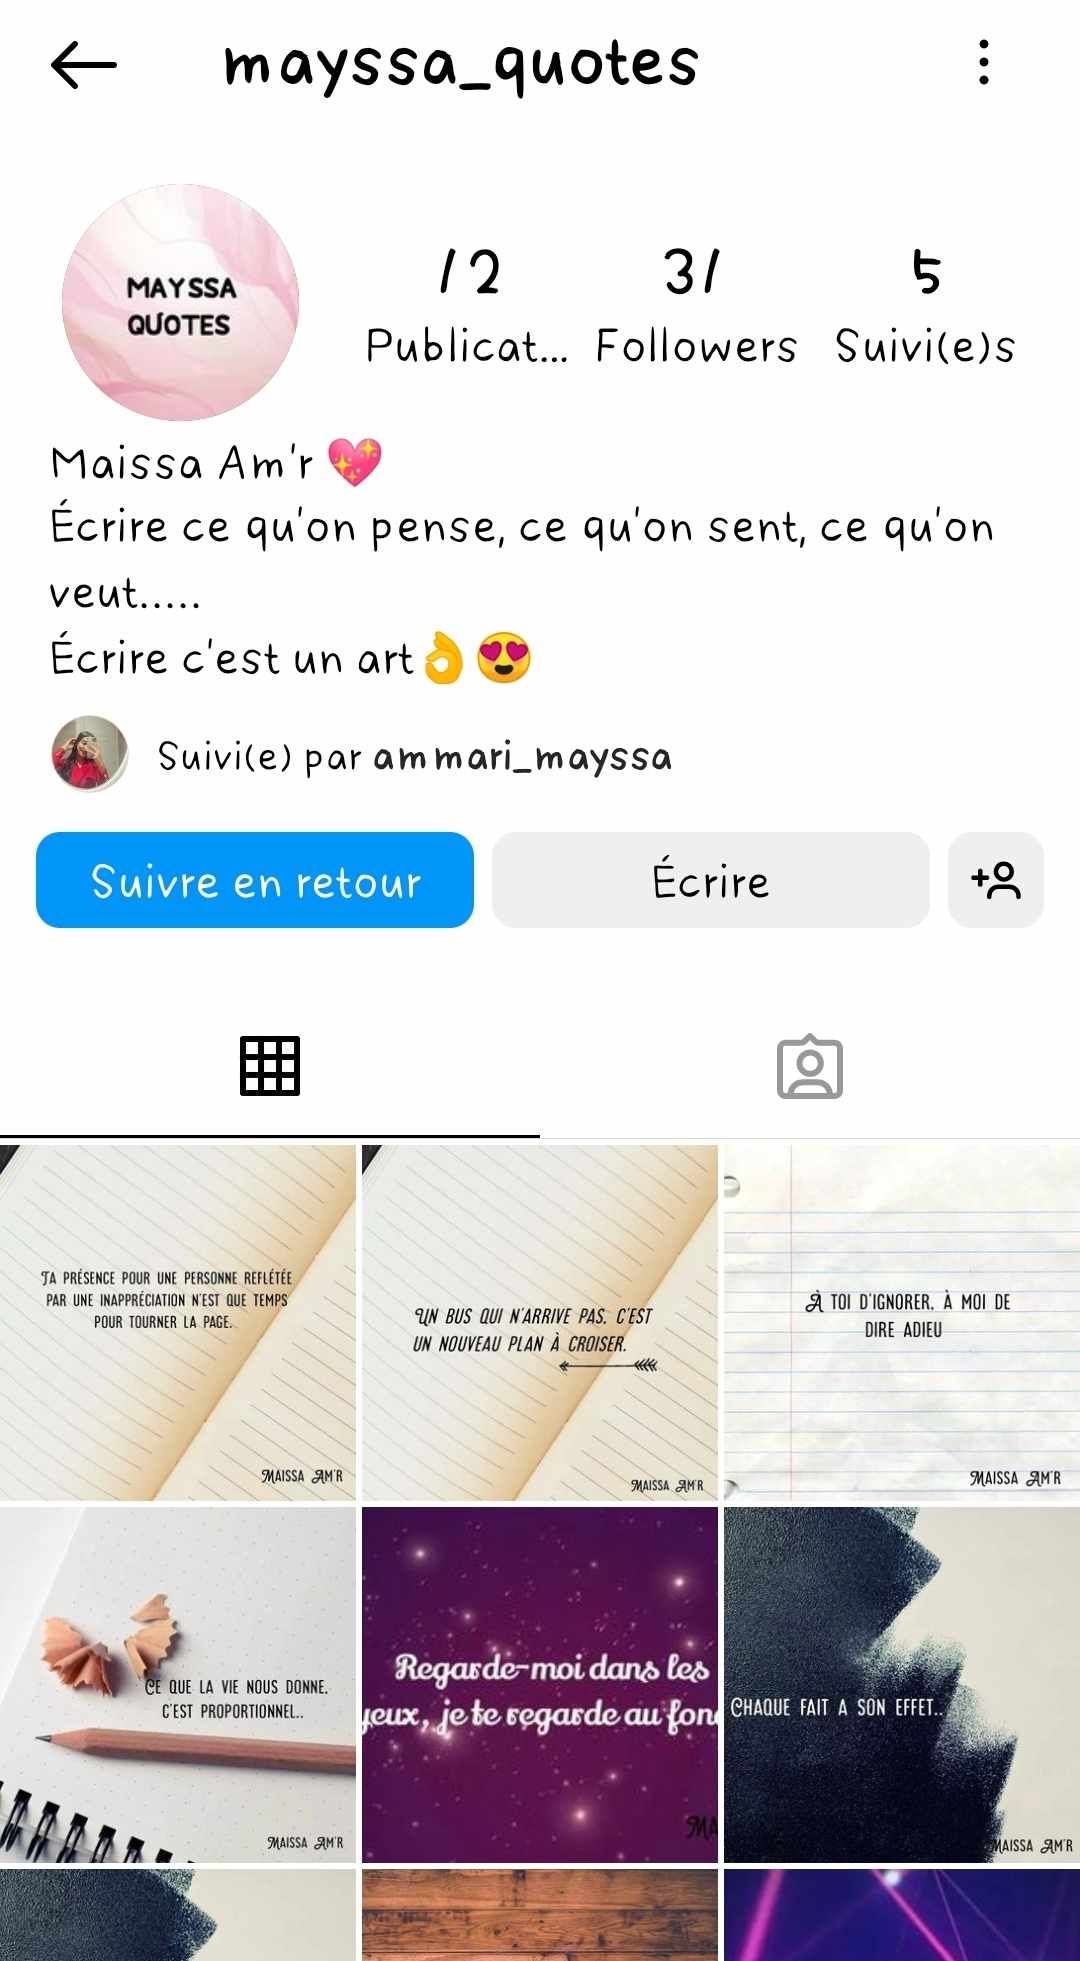 mayssa_quotes
MAYSSA
QUOTES
12 31 5
Publicat... Followers Suivi(e)s
Maissa Am'r 💖
Écrire ce qu'on pense, ce qu'on sent, ce qu'on
veut.....
Écrire c'est un art👌😍
Suivi(e) par ammari_mayssa
Suivre en retour
Écrire
TA PRÉSENCE POUR UNE PERSONNE REFLÉTÉE
PAR UNE INAPPRÉCIATION N'EST QUE TEMPS
POUR TOURNER LA PAGE.
MAISSA AM'R
UN BUS QUI N'ARRIVE PAS, C'EST
UN NOUVEAU PLAN À CROISER.
MAISSA AM'R
À TOI D'IGNORER, À MOI DE
DIRE ADIEU
MAISSA AM'R
CE QUE LA VIE NOUS DONNE,
C'EST PROPORTIONNEL..
MAISSA AM'R
Regarde-moi dans les
yeux, je te regarde au fond
MA
CHAQUE FAIT A SON EFFET..
MAISSA AM'R